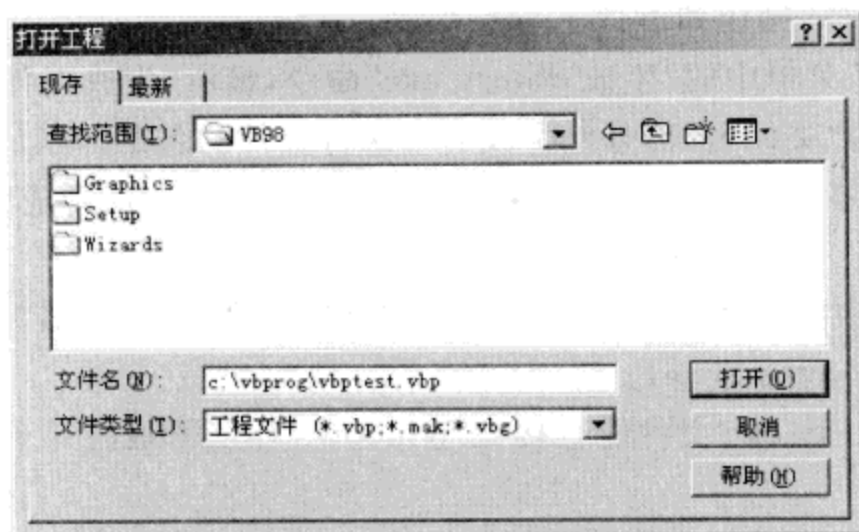 打开工程
现存 最新
查找范围(I): VB98
Graphics
Setup
Wizards
文件名(N): c:\vbprog\vbptest.vbp 打开(O)
文件类型(T): 工程文件 (*.vbp;*.mak;*.vbg) 取消
帮助(H)